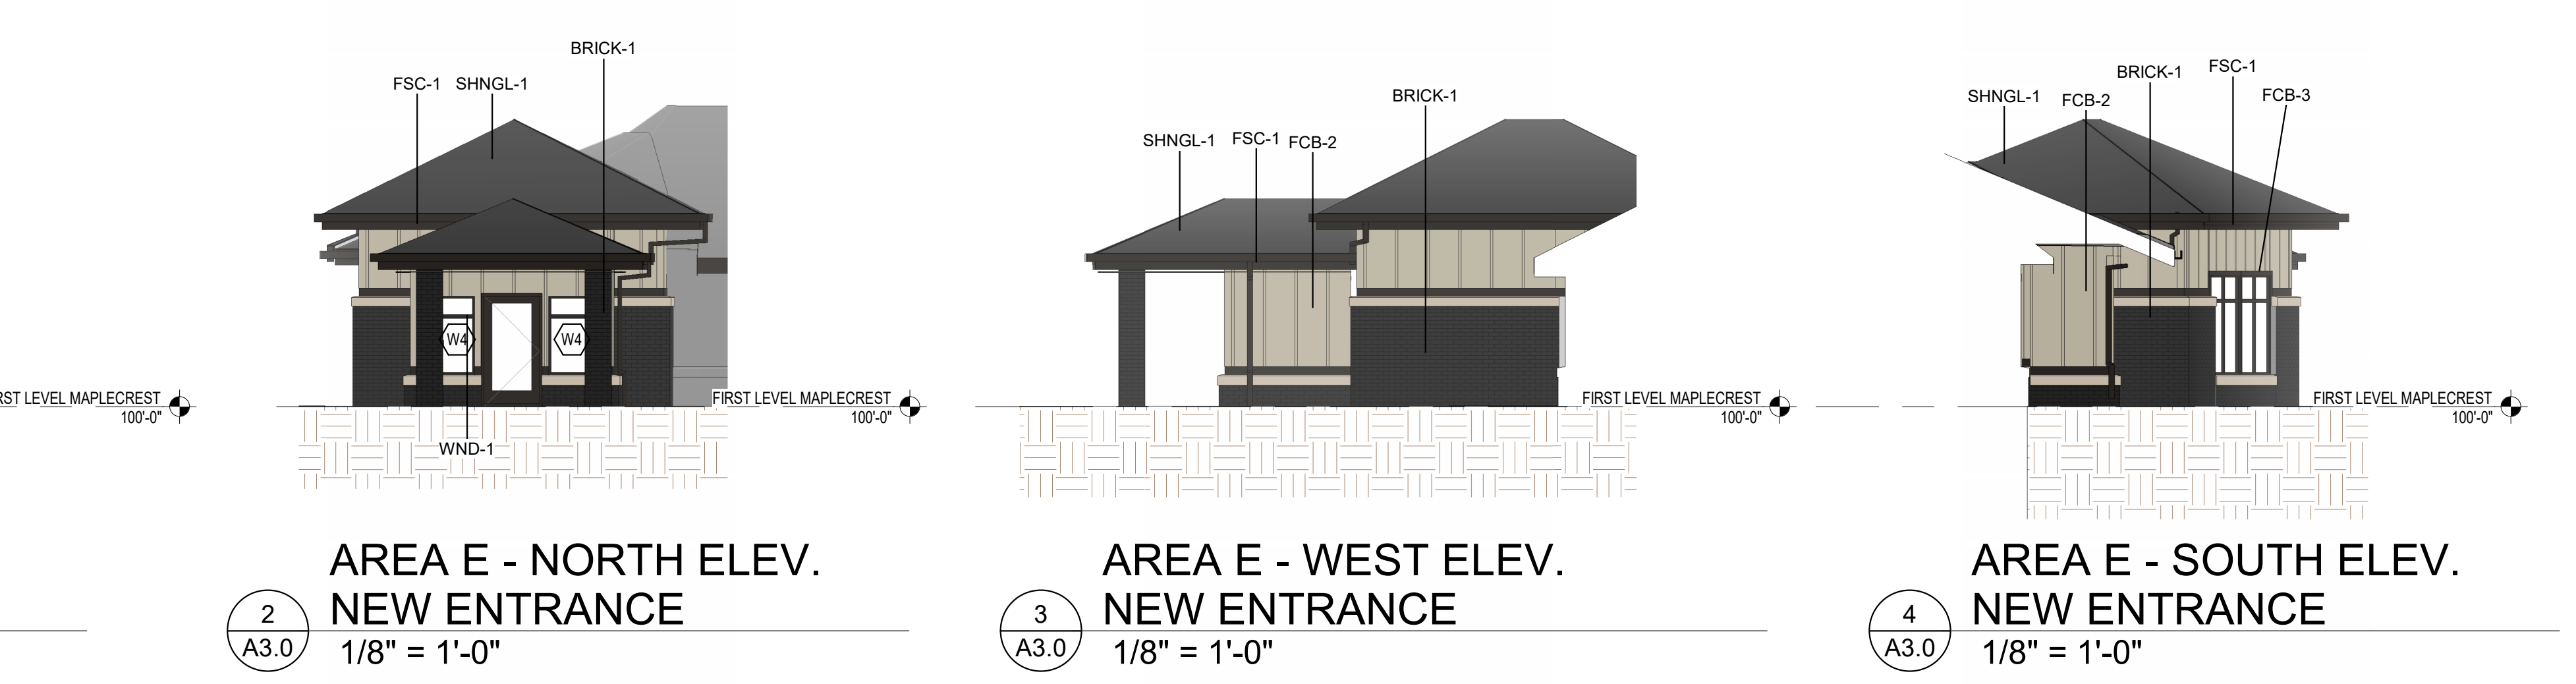 BRICK-1
FSC-1 SHNGL-1
W4 W4
WND-1
RST LEVEL MAPLECREST
100'-0"
FIRST LEVEL MAPLECREST
100'-0"
AREA E - NORTH ELEV.
NEW ENTRANCE
2
A3.0
1/8" = 1'-0"
BRICK-1
SHNGL-1 FSC-1 FCB-2
FIRST LEVEL MAPLECREST
100'-0"
AREA E - WEST ELEV.
NEW ENTRANCE
3
A3.0
1/8" = 1'-0"
FSC-1
BRICK-1
SHNGL-1 FCB-2 FCB-3
FIRST LEVEL MAPLECREST
100'-0"
AREA E - SOUTH ELEV.
NEW ENTRANCE
4
A3.0
1/8" = 1'-0"